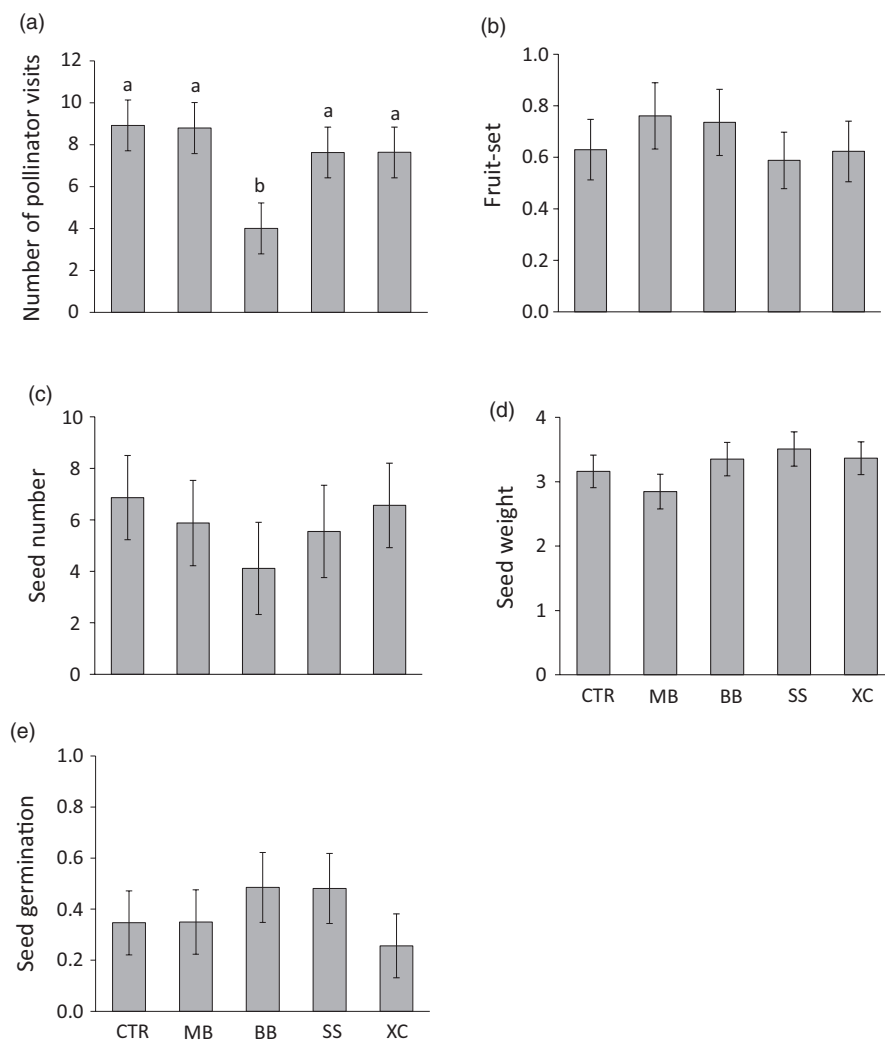 (a)
Number of pollinator visits
12
10
8
6
4
2
0
a
a
b
a
a
(b)
Fruit-set
1.0
0.8
0.6
0.4
0.2
0.0
(c)
Seed number
10
8
6
4
2
0
(d)
Seed weight
4
3
2
1
0
CTR MB BB SS XC
(e)
Seed germination
1.0
0.8
0.6
0.4
0.2
0.0
CTR MB BB SS XC